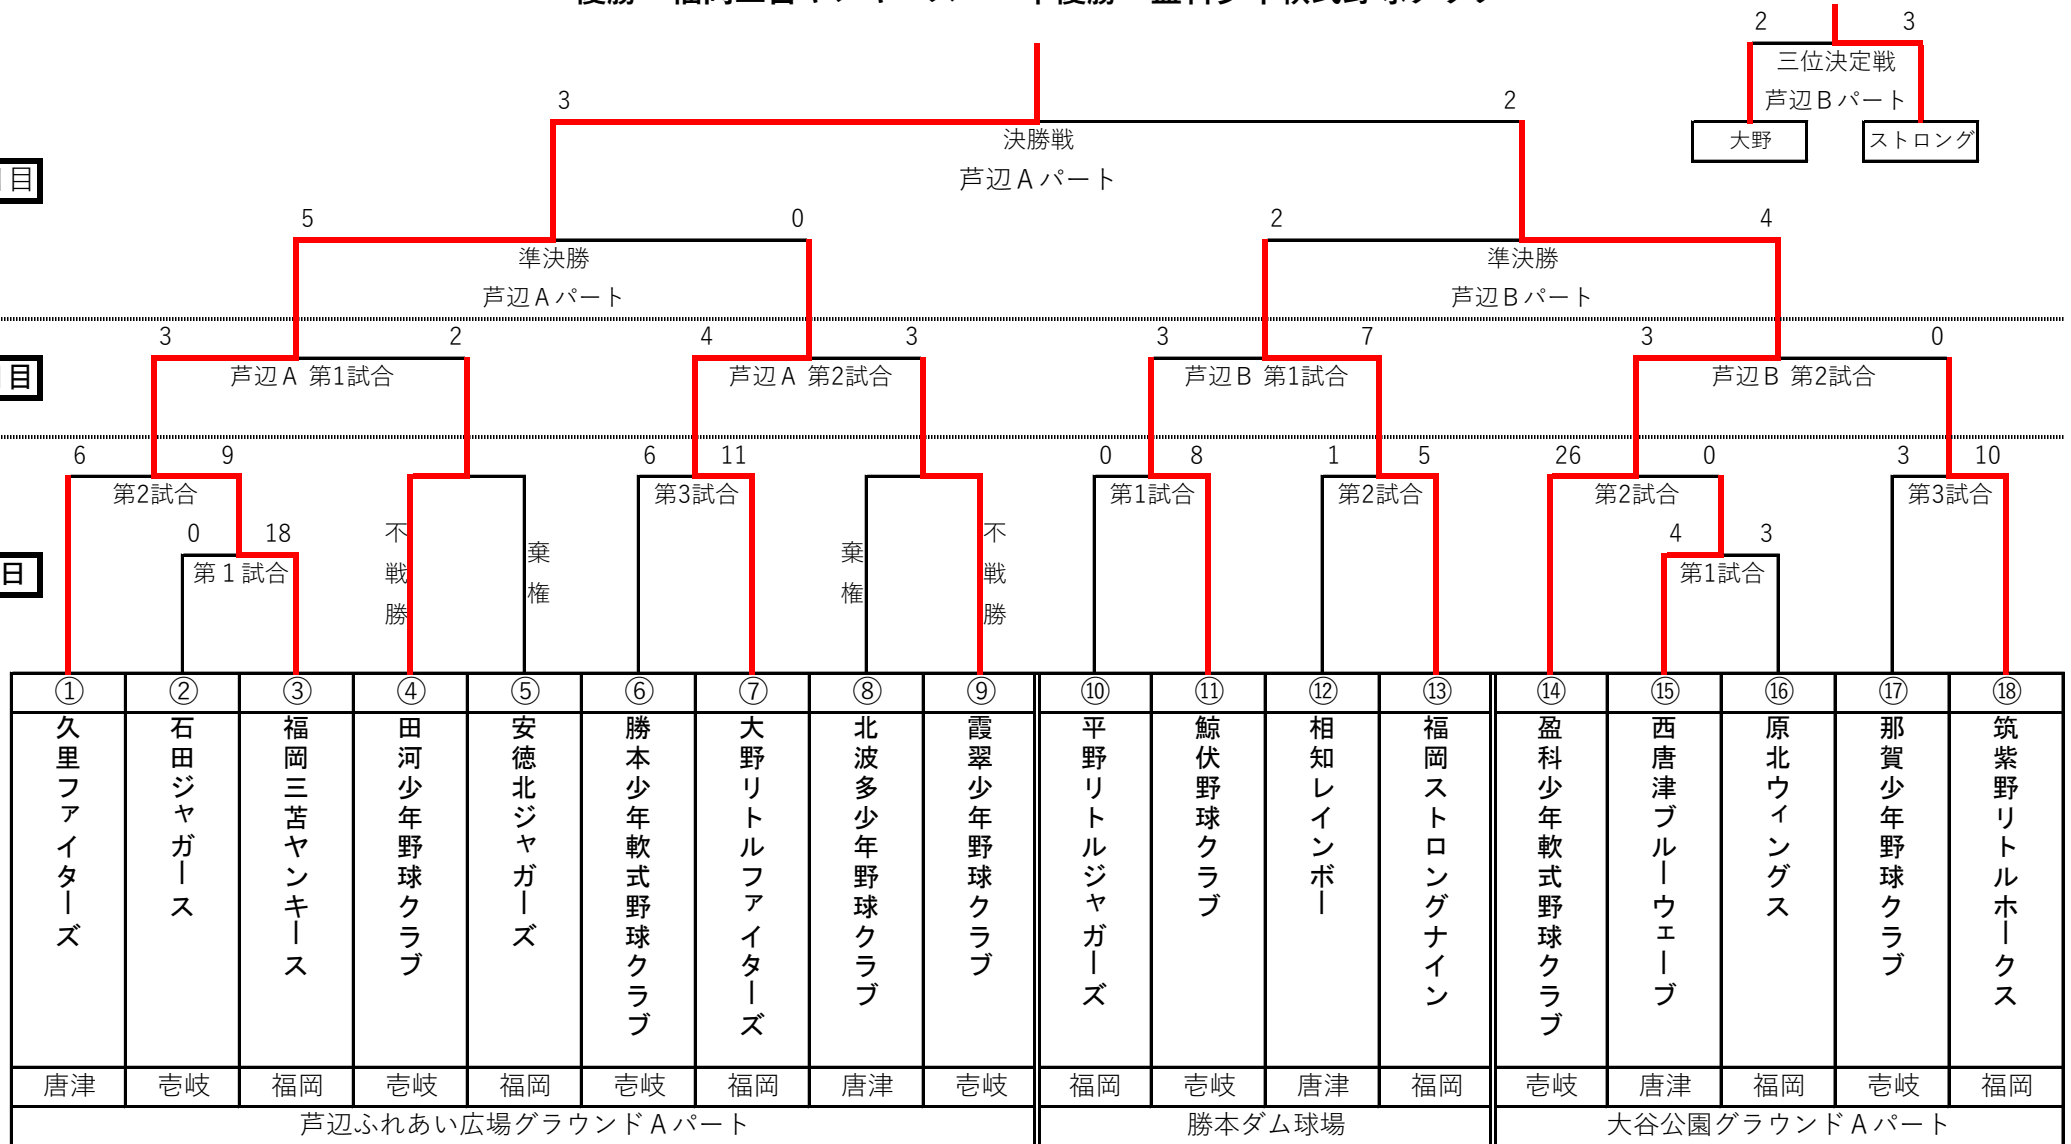 2 3
三位決定戦
芦辺Bパート
大野 ストロング
3 2
決勝戦
芦辺Aパート
目
5 0 2 4
準決勝 準決勝
芦辺Aパート 芦辺Bパート
3 2 4 3 3 7 3 0
目
芦辺A 第1試合 芦辺A 第2試合 芦辺B 第1試合 芦辺B 第2試合
6 9 6 11 0 8 1 5 26 0 3 10
第2試合 第3試合 第1試合 第2試合 第2試合 第3試合
0 18 4 3
第1試合 第1試合
不戦勝
棄権
棄権
不戦勝
日
① ② ③ ④ ⑤ ⑥ ⑦ ⑧ ⑨ ⑩ ⑪ ⑫ ⑬ ⑭ ⑮ ⑯ ⑰ ⑱
久里ファイターズ
石田ジャガース
福岡三苫ヤンキース
田河少年野球クラブ
安徳北ジャガーズ
勝本少年軟式野球クラブ
大野リトルファイターズ
北波多少年野球クラブ
霞翠少年野球クラブ
平野リトルジャガーズ
鯨伏野球クラブ
相知レインボー
福岡ストロングナイン
盈科少年軟式野球クラブ
西唐津ブルーウェーブ
原北ウィングス
那賀少年野球クラブ
筑紫野リトルホークス
唐津 壱岐 福岡 壱岐 福岡 壱岐 福岡 唐津 壱岐 福岡 壱岐 唐津 福岡 壱岐 唐津 福岡 壱岐 福岡
芦辺ふれあい広場グラウンドAパート 勝本ダム球場 大谷公園グラウンドAパート